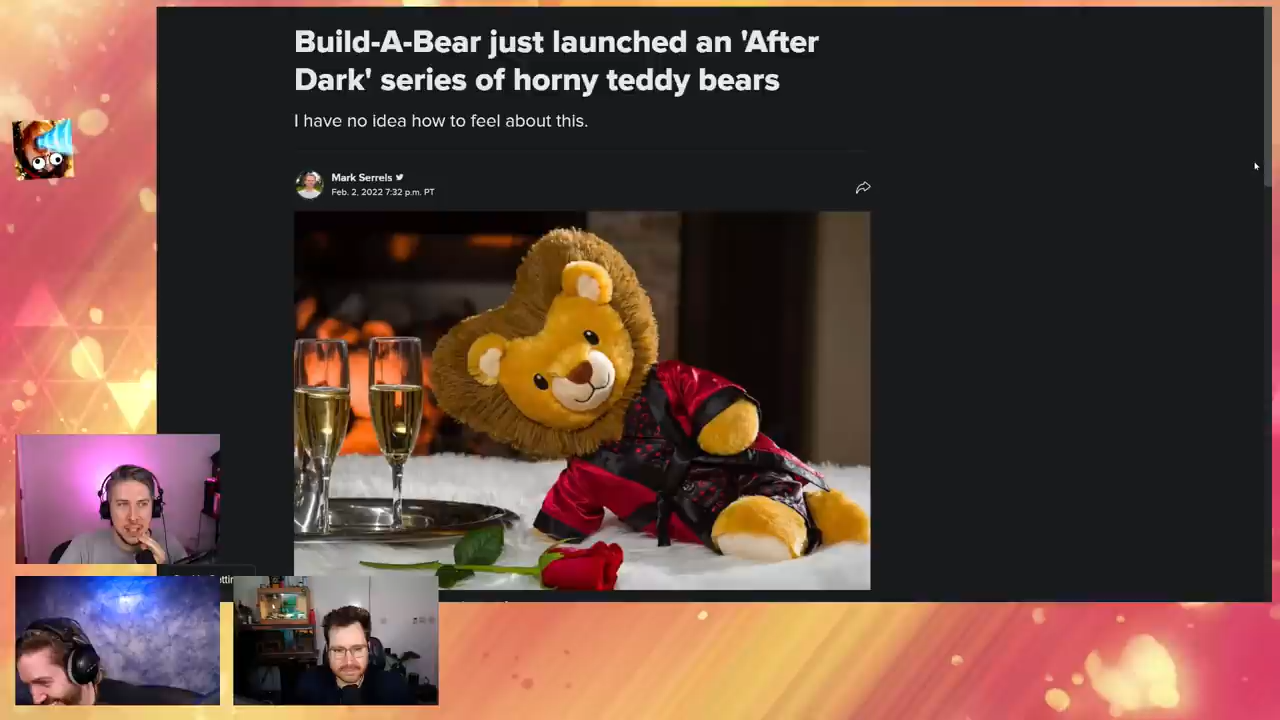 Build-A-Bear just launched an 'After
Dark' series of horny teddy bears
I have no idea how to feel about this.
Mark Serrels
Feb. 2, 2022 7:32 p.m. PT